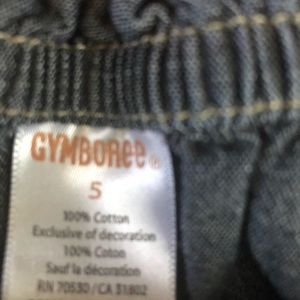 GYMBOREE®
5
100% Cotton
Exclusive of decoration
100% Coton
Sauf la décoration
RN 70530 / CA 31802